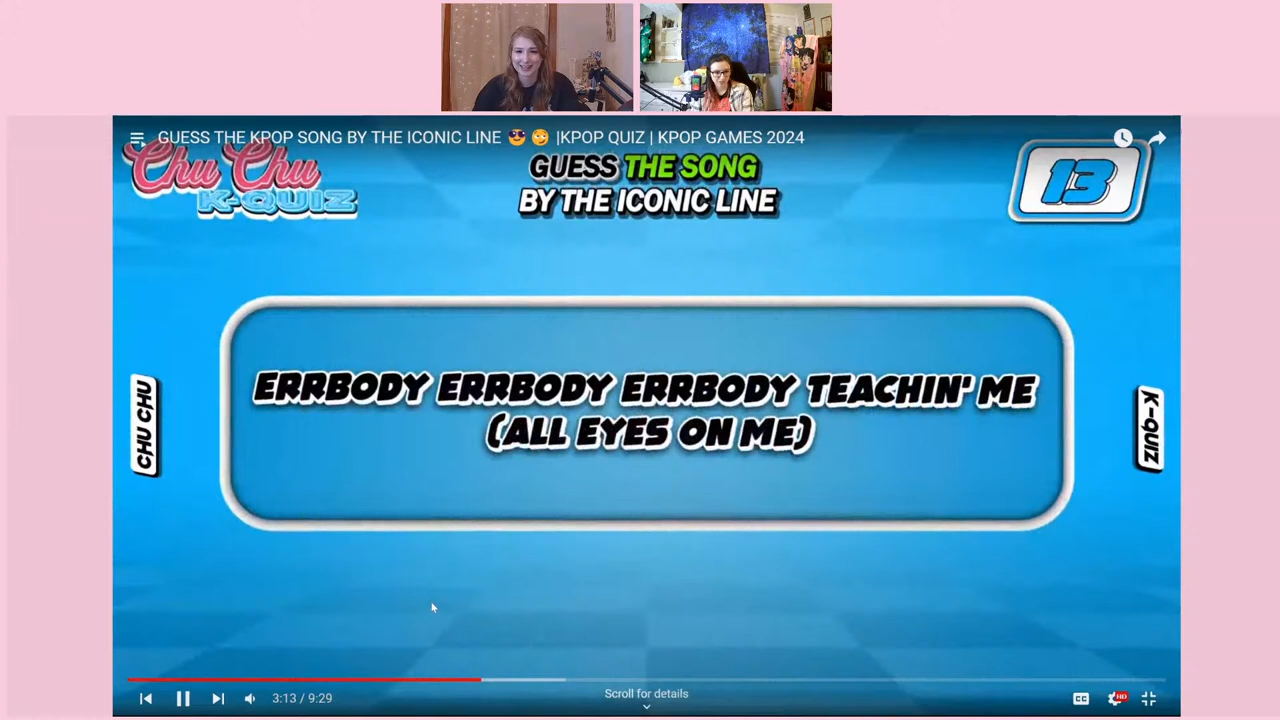 GUESS THE KPOP SONG BY THE ICONIC LINE 😎 😳 |KPOP QUIZ | KPOP GAMES 2024
Chu Chu
K-QUIZ
GUESS THE SONG
BY THE ICONIC LINE
13
ERRBODY ERRBODY ERRBODY TEACHIN' ME
(ALL EYES ON ME)
CHU CHU
K-QUIZ
3:13 / 9:29
Scroll for details
CC
HD